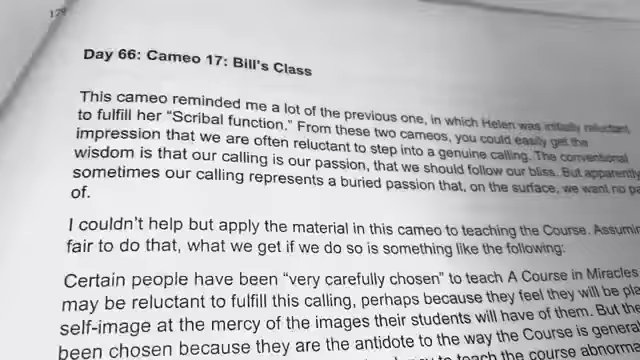 179
Day 66: Cameo 17: Bill's Class
This cameo reminded me a lot of the previous one, in which Helen was initially reluctant
to fulfill her “Scribal function.” From these two cameos, you could easily get the
impression that we are often reluctant to step into a genuine calling. The conventional
wisdom is that our calling is our passion, that we should follow our bliss. But apparently
sometimes our calling represents a buried passion that, on the surface, we want no
of.
I couldn't help but apply the material in this cameo to teaching the Course.
fair to do that, what we get if we do so is something like the following:
Certain people have been “very carefully chosen” to teach A Course in Miracles
may be reluctant to fulfill this calling, perhaps because they feel they will be
self-image at the mercy of the images their students will have of them. But
been chosen because they are the antidote to the way the Course is
to teach the course